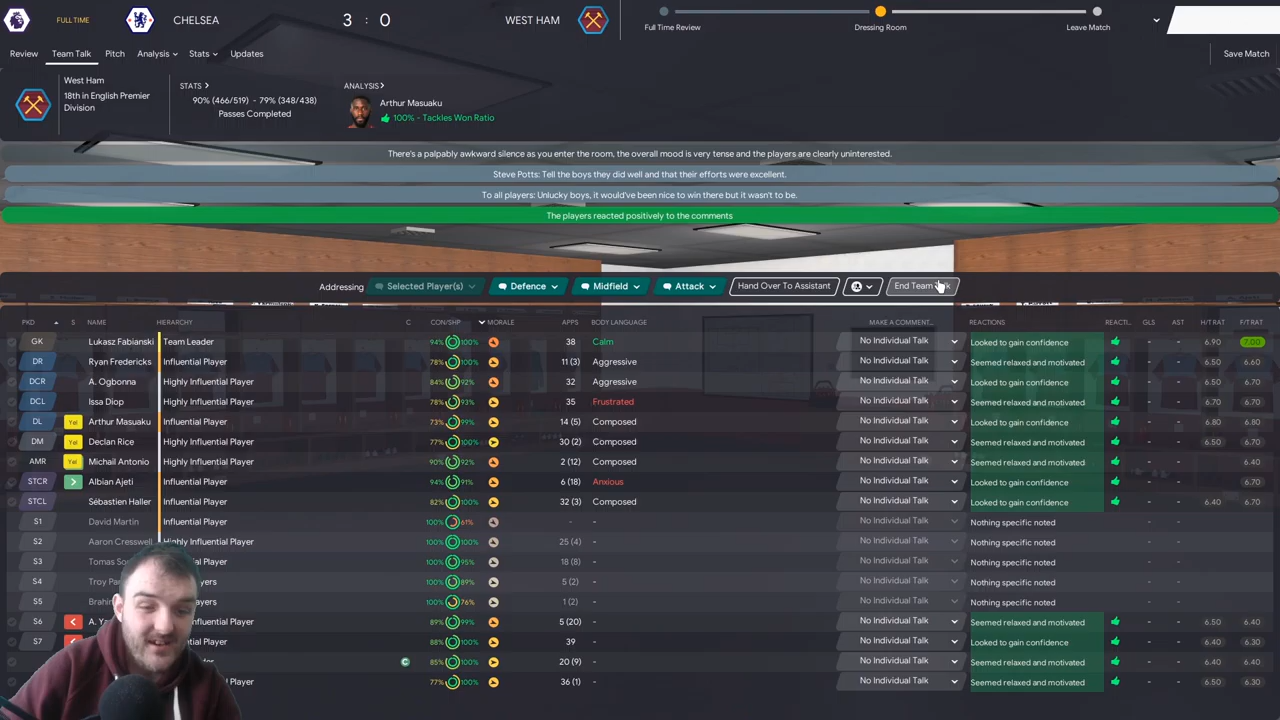 FULL TIME CHELSEA 3 : 0 WEST HAM
Full Time Review Dressing Room Leave Match
Review Team Talk Pitch Analysis Stats Updates Save Match
West Ham
18th in English Premier
Division
STATS
90% (466/519) - 79% (348/438)
Passes Completed
ANALYSIS
Arthur Masuaku
100% - Tackles Won Ratio
There's a palpably awkward silence as you enter the room, the overall mood is very tense and the players are clearly uninterested.
Steve Potts: Tell the boys they did well and that their efforts were excellent.
To all players: Unlucky boys, it would've been nice to win there but it wasn't to be.
The players reacted positively to the comments
Addressing Selected Player(s) Defence Midfield Attack Hand Over To Assistant End Team
PKD S NAME HIERARCHY C CON/SHP MORALE APPS BODY LANGUAGE MAKE A COMMENT... REACTIONS REACTI... GLS AST H/T RAT F/T RAT
GK Lukasz Fabianski Team Leader 94% 100% 38 Calm No Individual Talk Looked to gain confidence - - 6.90 7.00
DR Ryan Fredericks Influential Player 78% 100% 11 (3) Aggressive No Individual Talk Seemed relaxed and motivated - - 6.50 6.60
DCR A. Ogbonna Highly Influential Player 84% 92% 32 Aggressive No Individual Talk Looked to gain confidence - - 6.50 6.70
DCL Issa Diop Highly Influential Player 78% 93% 35 Frustrated No Individual Talk Seemed relaxed and motivated - - 6.70 6.70
DL Yel Arthur Masuaku Influential Player 73% 99% 14 (5) Composed No Individual Talk Looked to gain confidence - - 6.80 6.80
DM Yel Declan Rice Highly Influential Player 77% 100% 30 (2) Composed No Individual Talk Seemed relaxed and motivated - - 6.50 6.70
AMR Yel Michail Antonio Highly Influential Player 90% 92% 2 (12) Composed No Individual Talk Seemed relaxed and motivated - - 6.40
STCR Albian Ajeti Influential Player 94% 91% 6 (18) Anxious No Individual Talk Looked to gain confidence - - 6.70
STCL Sébastien Haller Influential Player 82% 100% 32 (3) Composed No Individual Talk Looked to gain confidence - - 6.40 6.70
S1 David Martin Influential Player 100% 61% - - No Individual Talk Nothing specific noted - -
S2 Aaron Cresswell Highly Influential Player 100% 100% 25 (4) - No Individual Talk Nothing specific noted - -
S3 Tomas Player 100% 95% 18 (8) - No Individual Talk Nothing specific noted - -
S4 Troy 100% 89% 5 (2) - No Individual Talk Nothing specific noted - -
S5 100% 76% 1 (2) - No Individual Talk Nothing specific noted - -
S6 Player 89% 99% 5 (20) - No Individual Talk Seemed relaxed and motivated - - 6.50 6.40
S7 Player 88% 100% 39 - No Individual Talk Looked to gain confidence - - 6.40 6.30
C 85% 100% 20 (9) - No Individual Talk Seemed relaxed and motivated - - 6.40 6.40
Player 77% 100% 36 (1) - No Individual Talk Seemed relaxed and motivated - - 6.50 6.30